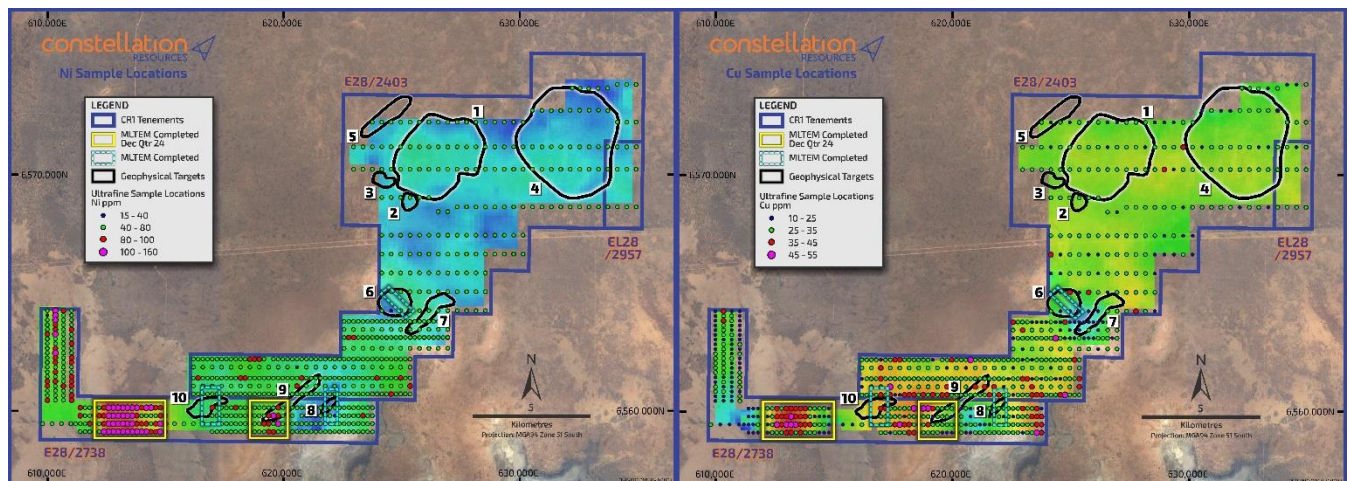 610,000E
620,000E
630,000E
constellation
RESOURCES
Ni Sample Locations
E28/2403
LEGEND
CR1 Tenements
MLTEM Completed
Dec Qtr 24
MLTEM Completed
Geophysical Targets
Ultrafine Sample Locations
Ni ppm
15 - 40
40 - 80
80 - 100
100 - 160
1
5
6,570,000N
3
2
4
EL28
/2957
6
7
N
9
10
8
5
Kilometres
Projection: MGA94 Zone 51 South
6,560,000N
E28/2738
610,000E
620,000E
630,000E
610,000E
620,000E
630,000E
constellation
RESOURCES
Cu Sample Locations
E28/2403
LEGEND
CR1 Tenements
MLTEM Completed
Dec Qtr 24
MLTEM Completed
Geophysical Targets
Ultrafine Sample Locations
Cu ppm
10 - 25
25 - 35
35 - 45
45 - 55
1
5
6,570,000N
3
2
4
EL28
/2957
6
7
N
9
10
8
5
Kilometres
Projection: MGA94 Zone 51 South
6,560,000N
E28/2738
610,000E
620,000E
630,000E